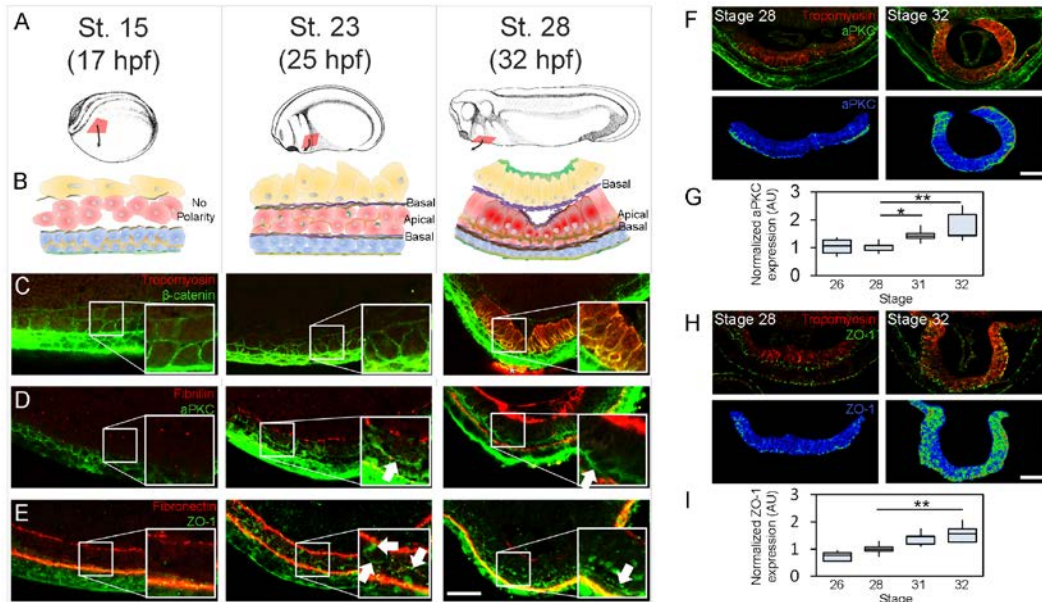 A
St. 15
(17 hpf)
St. 23
(25 hpf)
St. 28
(32 hpf)
B
No
Polarity
Basal
Apical
Basal
Basal
Apical
Basal
C
Tropomyosin
β-catenin
D
Fibrillin
aPKC
E
Fibronectin
ZO-1
F
Stage 28
Tropomyosin
aPKC
Stage 32
aPKC
G
Normalized aPKC
expression (AU)
3
2
1
0
*
**
26
28
31
32
Stage
H
Stage 28
Tropomyosin
ZO-1
Stage 32
ZO-1
I
Normalized ZO-1
expression (AU)
3
2
1
0
**
26
28
31
32
Stage